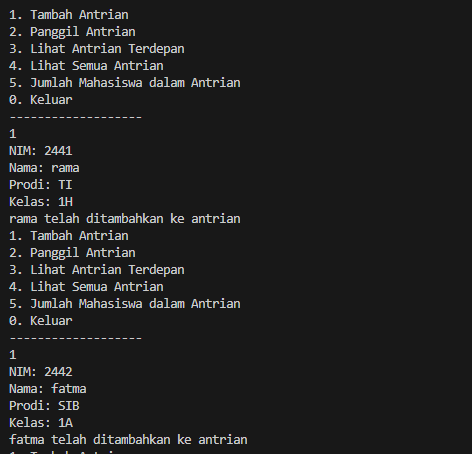 1. Tambah Antrian
2. Panggil Antrian
3. Lihat Antrian Terdepan
4. Lihat Semua Antrian
5. Jumlah Mahasiswa dalam Antrian
0. Keluar
-------------------
1
NIM: 2441
Nama: rama
Prodi: TI
Kelas: 1H
rama telah ditambahkan ke antrian
1. Tambah Antrian
2. Panggil Antrian
3. Lihat Antrian Terdepan
4. Lihat Semua Antrian
5. Jumlah Mahasiswa dalam Antrian
0. Keluar
-------------------
1
NIM: 2442
Nama: fatma
Prodi: SIB
Kelas: 1A
fatma telah ditambahkan ke antrian
1. Tambah Antrian